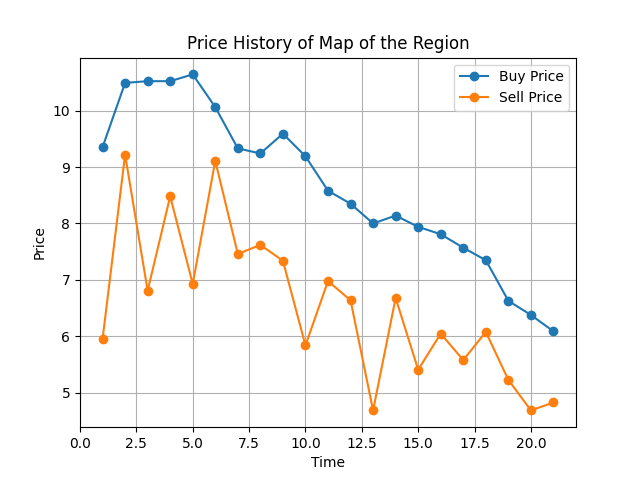 Price History of Map of the Region
Buy Price
Sell Price
Price
10
9
8
7
6
5
0.0 2.5 5.0 7.5 10.0 12.5 15.0 17.5 20.0
Time